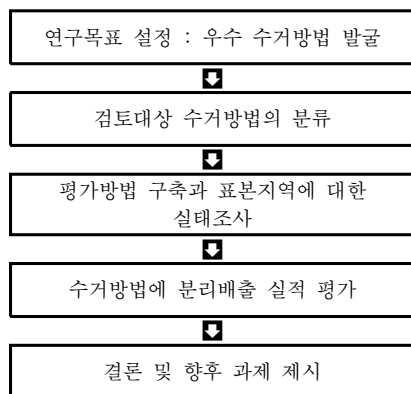 연구목표 설정 : 우수 수거방법 발굴
검토대상 수거방법의 분류
평가방법 구축과 표본지역에 대한
실태조사
수거방법에 분리배출 실적 평가
결론 및 향후 과제 제시